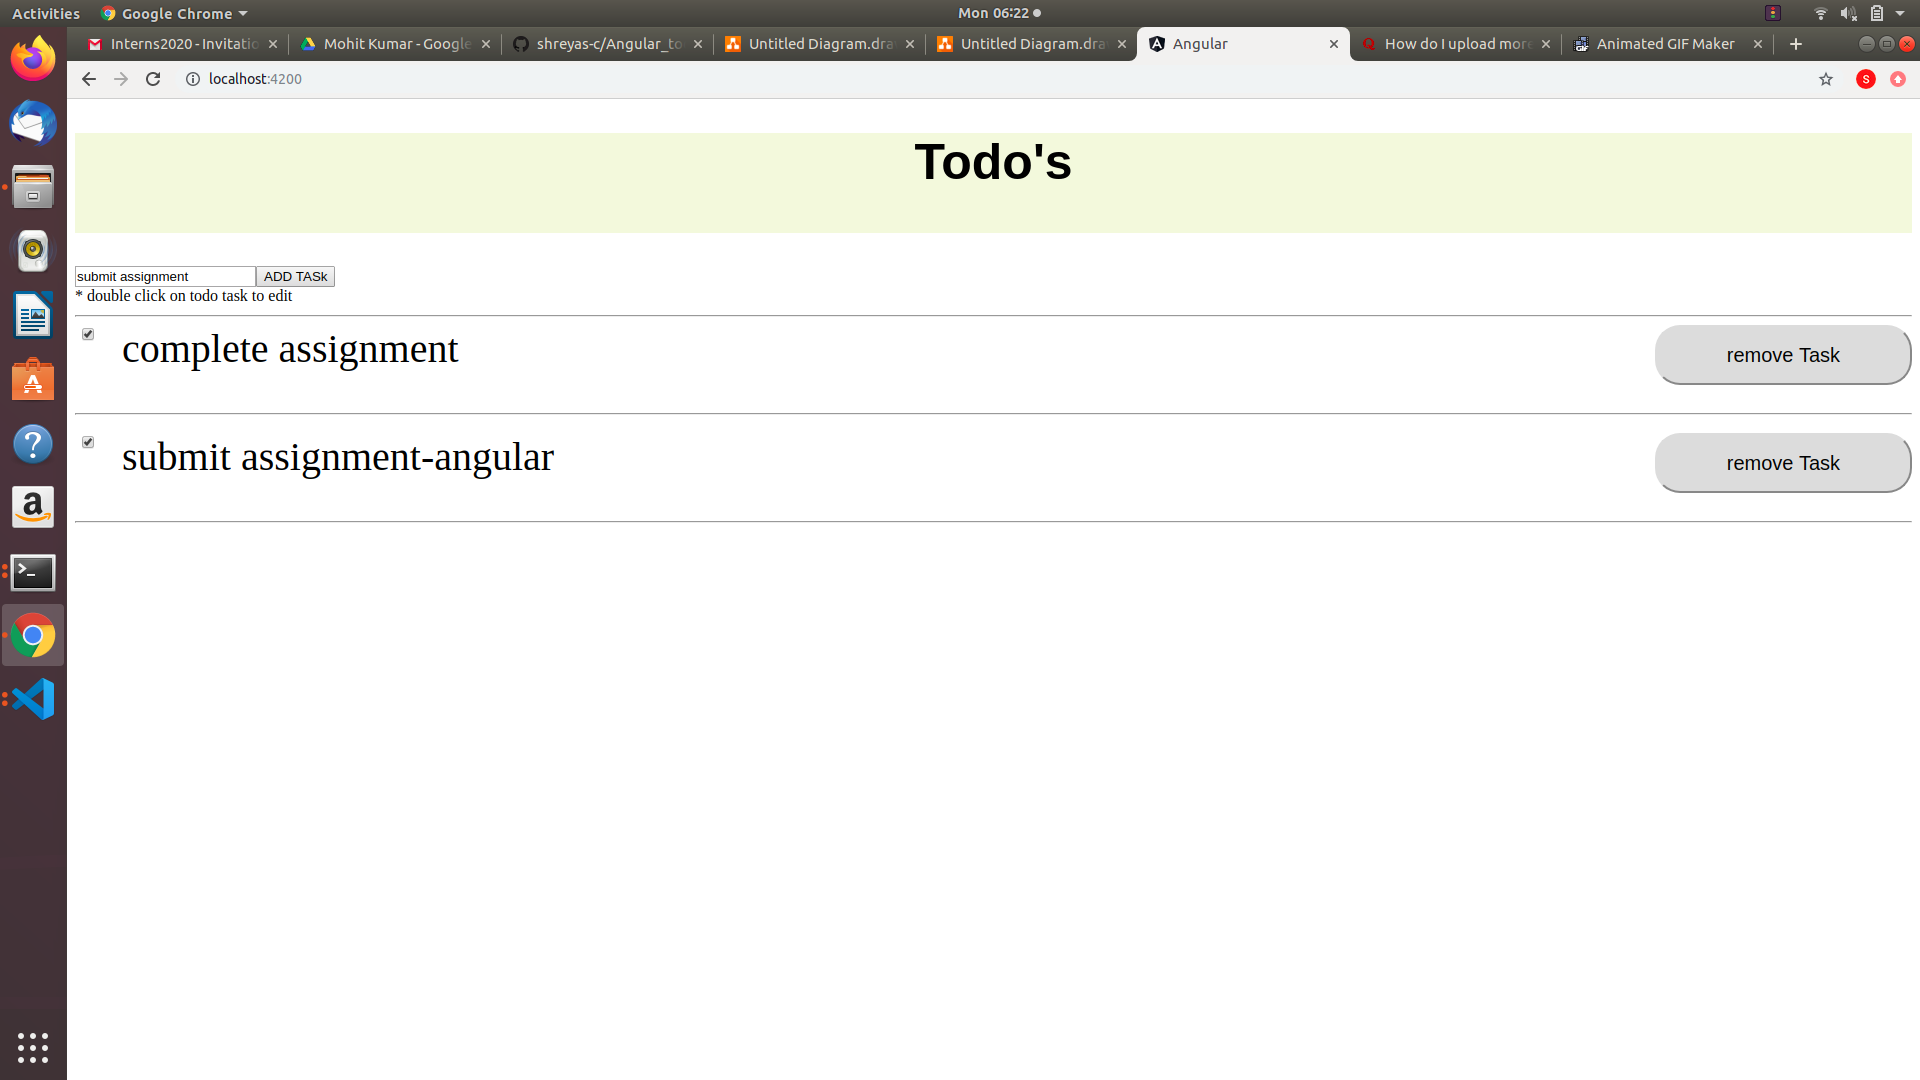 Activities Google Chrome Mon 06:22
Interns2020 - Invitatio Mohit Kumar - Google shreyas-c/Angular_to Untitled Diagram.dra Untitled Diagram.dra Angular How do I upload more Animated GIF Maker
localhost:4200 S
Todo's
submit assignment ADD TASk
* double click on todo task to edit
complete assignment remove Task
submit assignment-angular remove Task